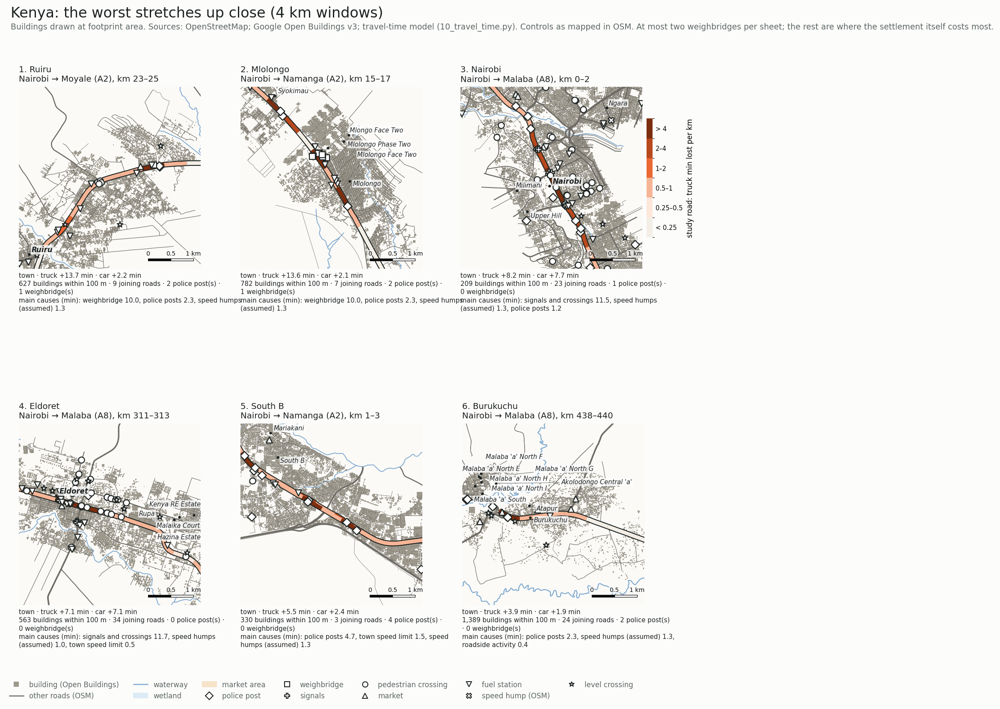 Kenya: the worst stretches up close (4 km windows)
Buildings drawn at footprint area. Sources: OpenStreetMap; Google Open Buildings v3; travel-time model (10_travel_time.py). Controls as mapped in OSM. At most two weighbridges per sheet; the rest are where the settlement itself costs most.
1. Ruiru
Nairobi → Moyale (A2), km 23–25
Ruiru
0 0.5 1 km
town · truck +13.7 min · car +2.2 min
627 buildings within 100 m · 9 joining roads · 2 police post(s) ·
1 weighbridge(s)
main causes (min): weighbridge 10.0, police posts 2.3, speed humps
(assumed) 1.3
2. Mlolongo
Nairobi → Namanga (A2), km 15–17
Syokimau
Mlongo Face Two
Mlolongo Phase Two
Mlolongo Face Two
Mlolongo
0 0.5 1 km
town · truck +13.6 min · car +2.1 min
782 buildings within 100 m · 7 joining roads · 2 police post(s) ·
1 weighbridge(s)
main causes (min): weighbridge 10.0, police posts 2.3, speed humps
(assumed) 1.3
3. Nairobi
Nairobi → Malaba (A8), km 0–2
Ngara
Nairobi
Milimani
Upper Hill
0 0.5 1 km
town · truck +8.2 min · car +7.7 min
209 buildings within 100 m · 23 joining roads · 1 police post(s) ·
0 weighbridge(s)
main causes (min): signals and crossings 11.5, speed humps
(assumed) 1.3, police posts 1.2
> 4
2–4
1–2
0.5–1
0.25–0.5
< 0.25
study road: truck min lost per km
4. Eldoret
Nairobi → Malaba (A8), km 311–313
Eldoret
Kenya RE Estate
Rupa
Malaika Court
Hazina Estate
0 0.5 1 km
town · truck +7.1 min · car +7.1 min
563 buildings within 100 m · 34 joining roads · 0 police post(s) ·
0 weighbridge(s)
main causes (min): signals and crossings 11.7, speed humps
(assumed) 1.0, town speed limit 0.5
5. South B
Nairobi → Namanga (A2), km 1–3
Mariakani
South B
0 0.5 1 km
town · truck +5.5 min · car +2.4 min
330 buildings within 100 m · 3 joining roads · 4 police post(s) ·
0 weighbridge(s)
main causes (min): police posts 4.7, town speed limit 1.5, speed
humps (assumed) 1.3
6. Burukuchu
Nairobi → Malaba (A8), km 438–440
Malaba 'a' North F
Malaba 'a' North E
Malaba 'a' North G
Malaba 'a' North H
Akolodongo Central 'a'
Malaba 'a' North I
Malaba 'a' South
Atapur
Burukuchu
0 0.5 1 km
town · truck +3.9 min · car +1.9 min
1,389 buildings within 100 m · 24 joining roads · 2 police post(s)
· 0 weighbridge(s)
main causes (min): police posts 2.3, speed humps (assumed) 1.3,
roadside activity 0.4
building (Open Buildings)
other roads (OSM)
waterway
wetland
market area
police post
weighbridge
signals
pedestrian crossing
market
fuel station
speed hump (OSM)
level crossing